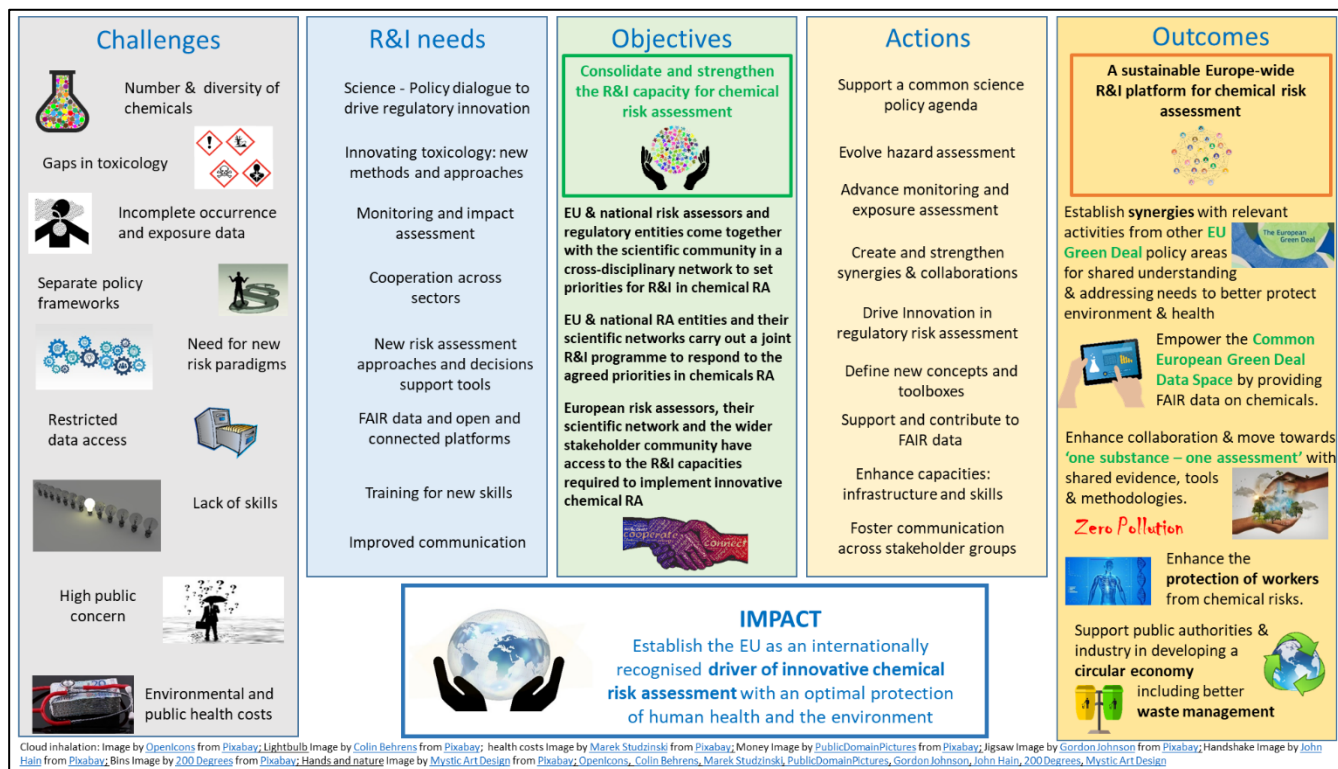 Challenges
Number & diversity of
chemicals
Gaps in toxicology
Incomplete occurrence
and exposure data
Separate policy
frameworks
Need for new
risk paradigms
Restricted
data access
Lack of skills
High public
concern
Environmental and
public health costs
R&I needs
Science - Policy dialogue to
drive regulatory innovation
Innovating toxicology: new
methods and approaches
Monitoring and impact
assessment
Cooperation across
sectors
New risk assessment
approaches and decisions
support tools
FAIR data and open and
connected platforms
Training for new skills
Improved communication
Objectives
Consolidate and strengthen
the R&I capacity for chemical
risk assessment
EU & national risk assessors and
regulatory entities come together
with the scientific community in a
cross-disciplinary network to set
priorities for R&I in chemical RA
EU & national RA entities and their
scientific networks carry out a joint
R&I programme to respond to the
agreed priorities in chemicals RA
European risk assessors, their
scientific network and the wider
stakeholder community have
access to the R&I capacities
required to implement innovative
chemical RA
cooperate
connect
Actions
Support a common science
policy agenda
Evolve hazard assessment
Advance monitoring and
exposure assessment
Create and strengthen
synergies & collaborations
Drive Innovation in
regulatory risk assessment
Define new concepts and
toolboxes
Support and contribute to
FAIR data
Enhance capacities:
infrastructure and skills
Foster communication
across stakeholder groups
Outcomes
A sustainable Europe-wide
R&I platform for chemical risk
assessment
Establish synergies with relevant
activities from other EU
Green Deal policy areas
for shared understanding
& addressing needs to better protect
environment & health
The European
Green Deal
Empower the Common
European Green Deal
Data Space by providing
FAIR data on chemicals.
Enhance collaboration & move towards
‘one substance – one assessment’ with
shared evidence, tools
& methodologies.
Zero Pollution
Enhance the
protection of workers
from chemical risks.
Support public authorities &
industry in developing a
circular economy
including better
waste management
IMPACT
Establish the EU as an internationally
recognised driver of innovative chemical
risk assessment with an optimal protection
of human health and the environment
Cloud inhalation: Image by OpenIcons from Pixabay; Lightbulb Image by Colin Behrens from Pixabay; health costs Image by Marek Studzinski from Pixabay; Money Image by PublicDomainPictures from Pixabay; Jigsaw Image by Gordon Johnson from Pixabay; Handshake Image by John
Hain from Pixabay; Bins Image by 200 Degrees from Pixabay; Hands and nature Image by Mystic Art Design from Pixabay; OpenIcons, Colin Behrens, Marek Studzinski, PublicDomainPictures, Gordon Johnson, John Hain, 200 Degrees, Mystic Art Design